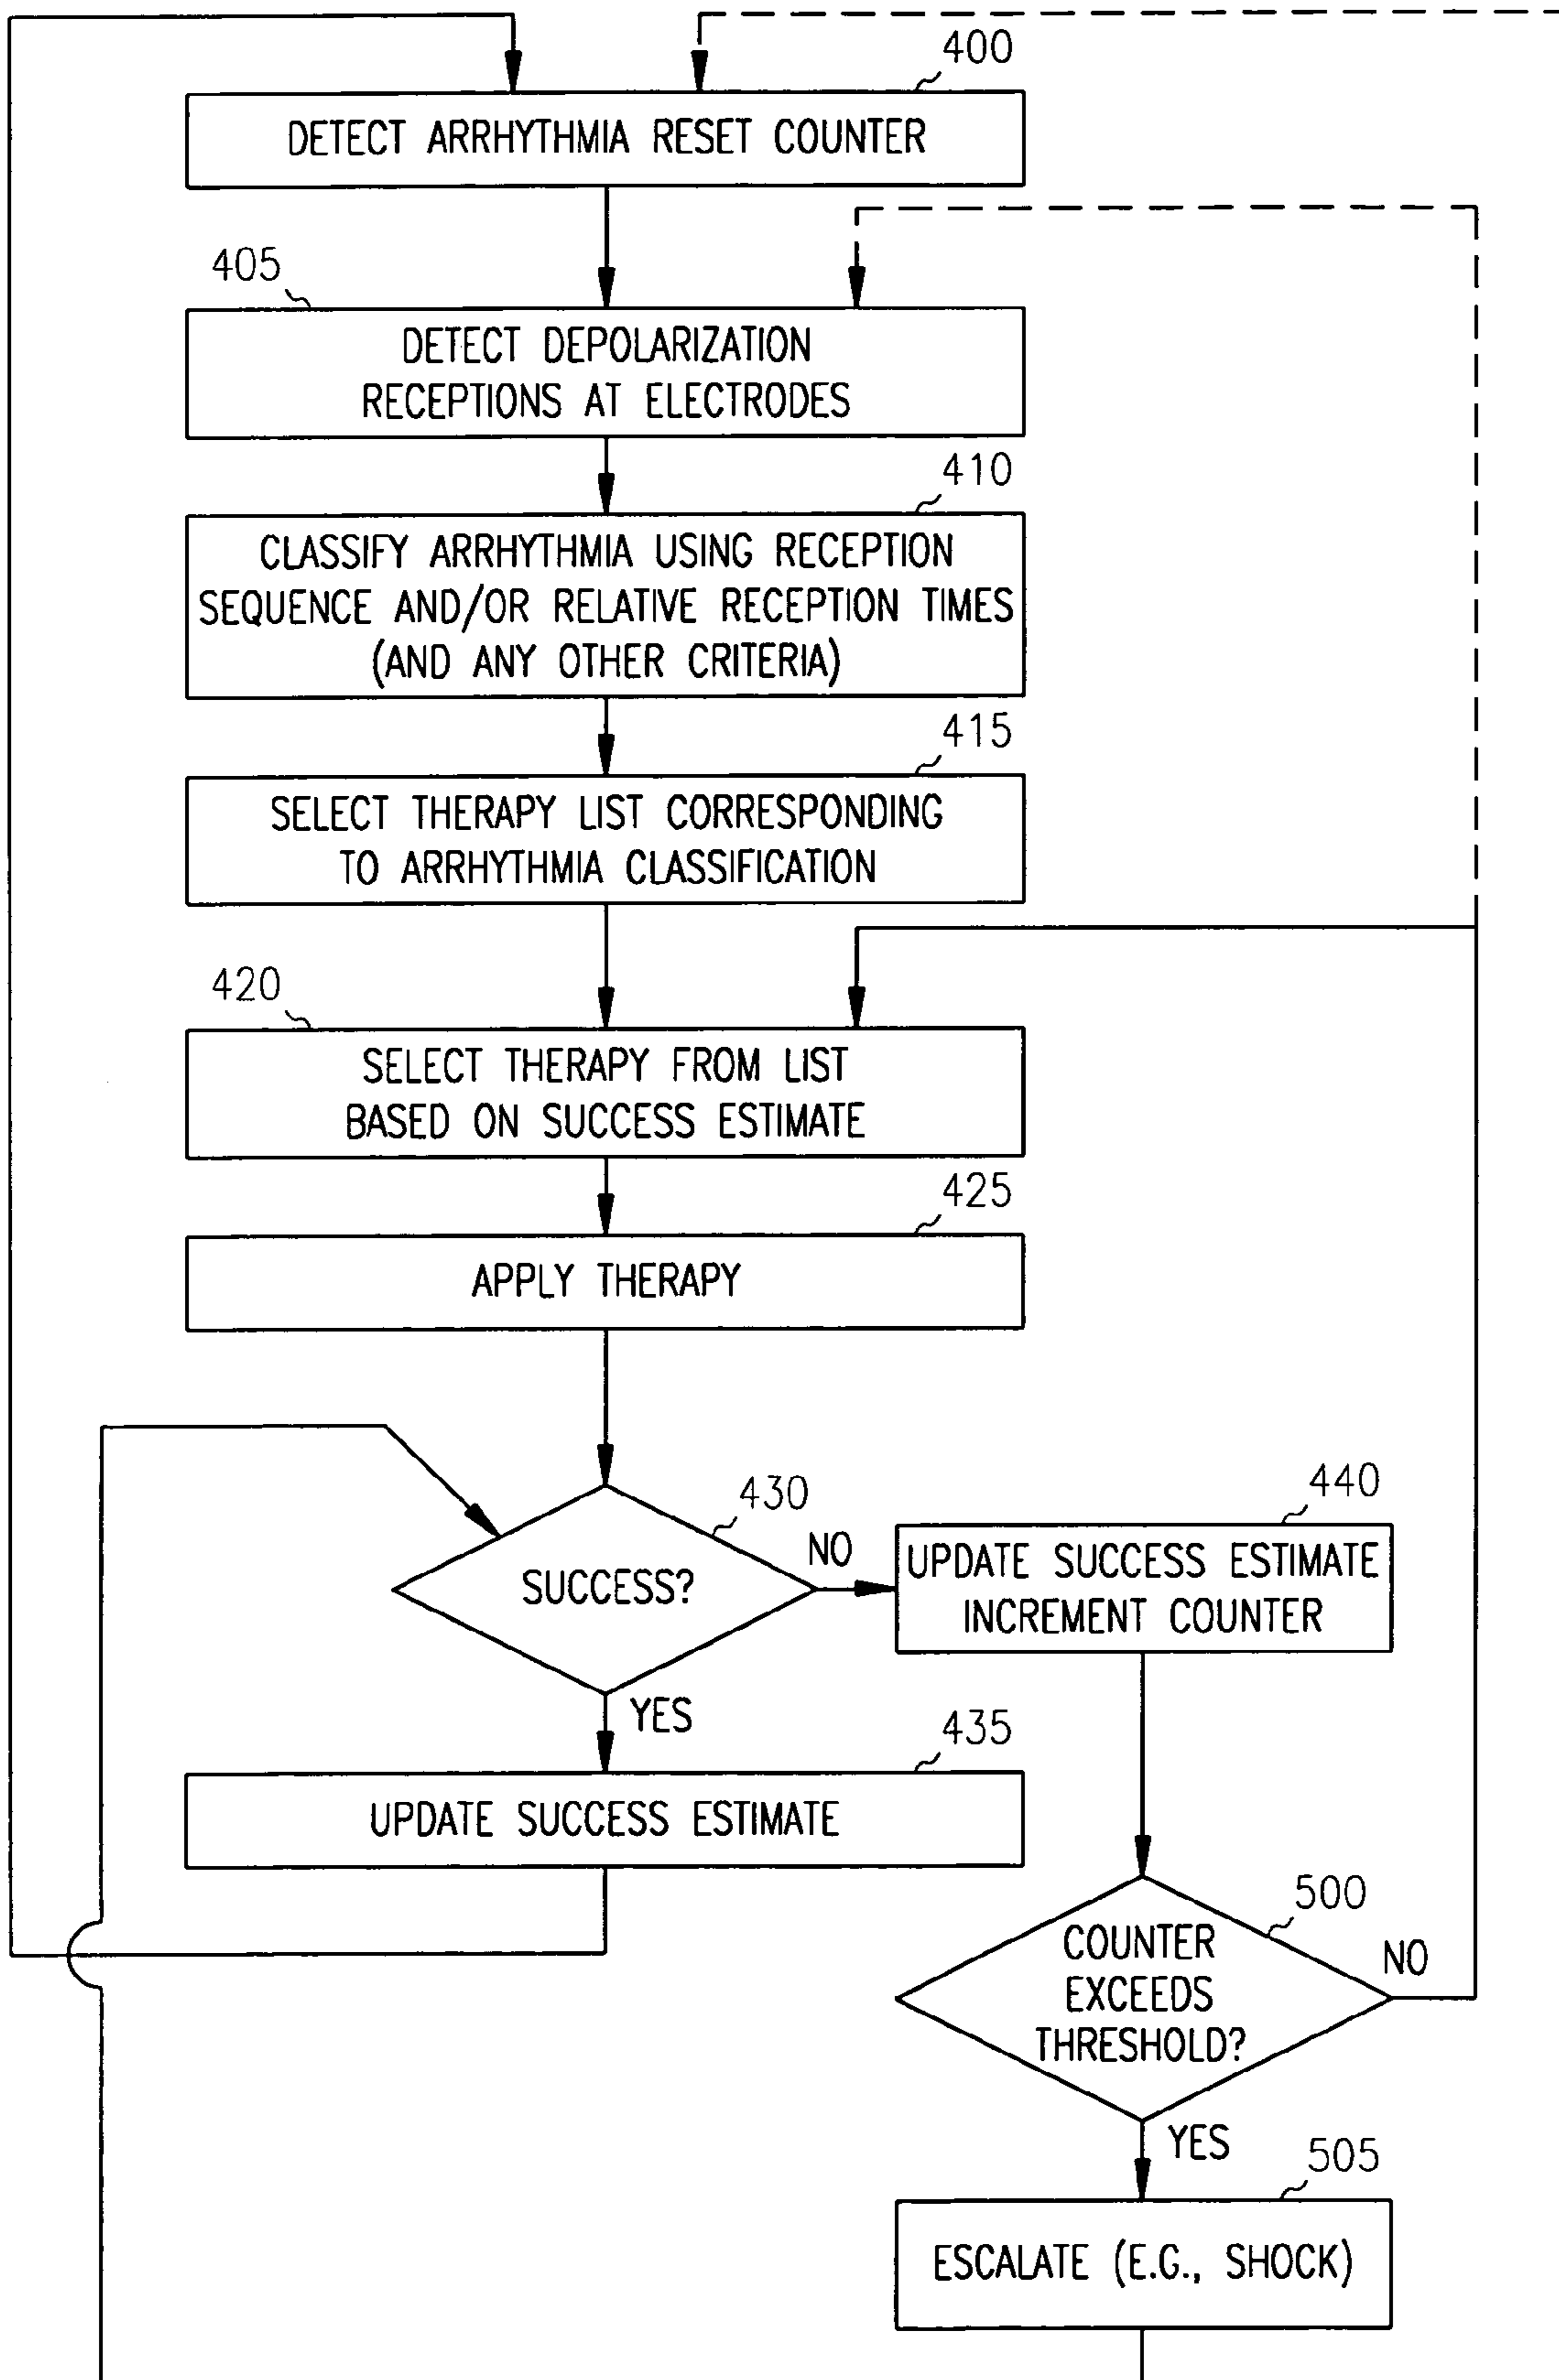 400
DETECT ARRHYTHMIA RESET COUNTER
405
DETECT DEPOLARIZATION
RECEPTIONS AT ELECTRODES
410
CLASSIFY ARRHYTHMIA USING RECEPTION
SEQUENCE AND/OR RELATIVE RECEPTION TIMES
(AND ANY OTHER CRITERIA)
415
SELECT THERAPY LIST CORRESPONDING
TO ARRHYTHMIA CLASSIFICATION
420
SELECT THERAPY FROM LIST
BASED ON SUCCESS ESTIMATE
425
APPLY THERAPY
430
SUCCESS?
NO
440
UPDATE SUCCESS ESTIMATE
INCREMENT COUNTER
YES
435
UPDATE SUCCESS ESTIMATE
500
COUNTER
EXCEEDS
THRESHOLD?
NO
YES
505
ESCALATE (E.G., SHOCK)